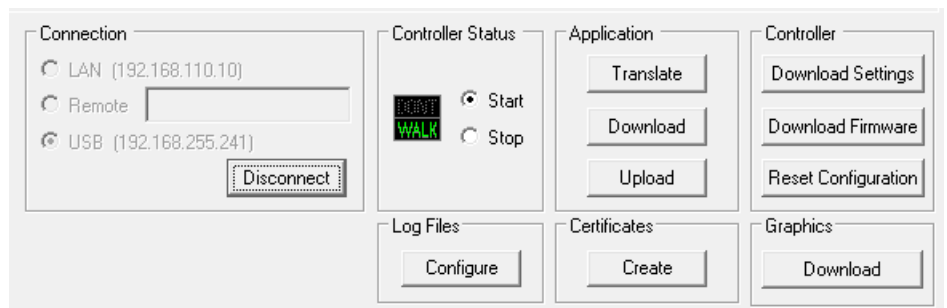 Connection
LAN (192.168.110.10)
Remote
USB (192.168.255.241)
Disconnect
Controller Status
DONT
WALK
Start
Stop
Application
Translate
Download
Upload
Controller
Download Settings
Download Firmware
Reset Configuration
Log Files
Configure
Certificates
Create
Graphics
Download